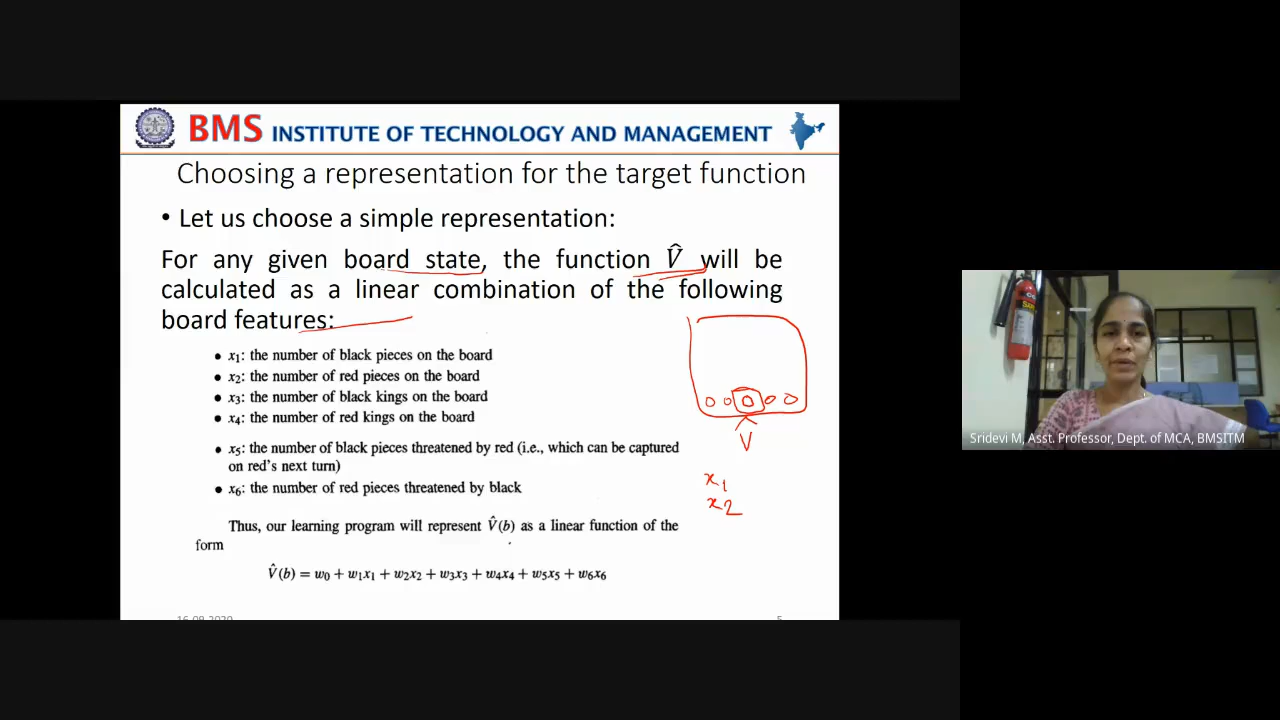 BMS INSTITUTE OF TECHNOLOGY AND MANAGEMENT
Choosing a representation for the target function
• Let us choose a simple representation:
For any given board state, the function V̂ will be
calculated as a linear combination of the following
board features:
• x₁: the number of black pieces on the board
• x₂: the number of red pieces on the board
• x₃: the number of black kings on the board
• x₄: the number of red kings on the board
• x₅: the number of black pieces threatened by red (i.e., which can be captured
on red's next turn)
• x₆: the number of red pieces threatened by black
Thus, our learning program will represent V̂(b) as a linear function of the
form
V̂(b) = w₀ + w₁x₁ + w₂x₂ + w₃x₃ + w₄x₄ + w₅x₅ + w₆x₆
V̂
x₁
x₂
16-09-2020
5
Sridevi M, Asst. Professor, Dept. of MCA, BMSITM